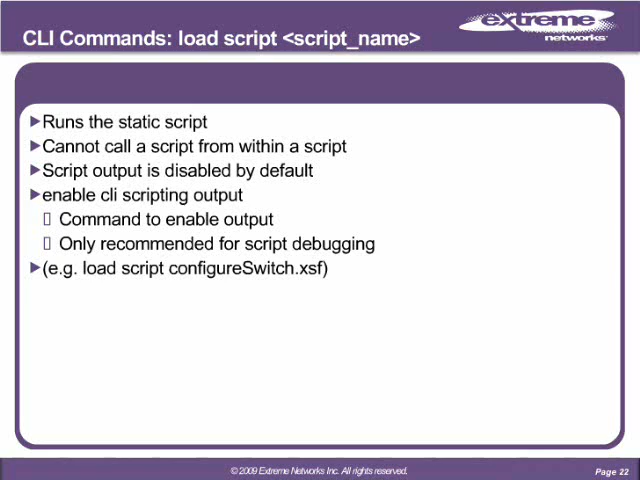 CLI Commands: load script <script_name>
extreme
networks
Runs the static script
Cannot call a script from within a script
Script output is disabled by default
enable cli scripting output
Command to enable output
Only recommended for script debugging
(e.g. load script configureSwitch.xsf)
© 2009 Extreme Networks Inc. All rights reserved.
Page 22